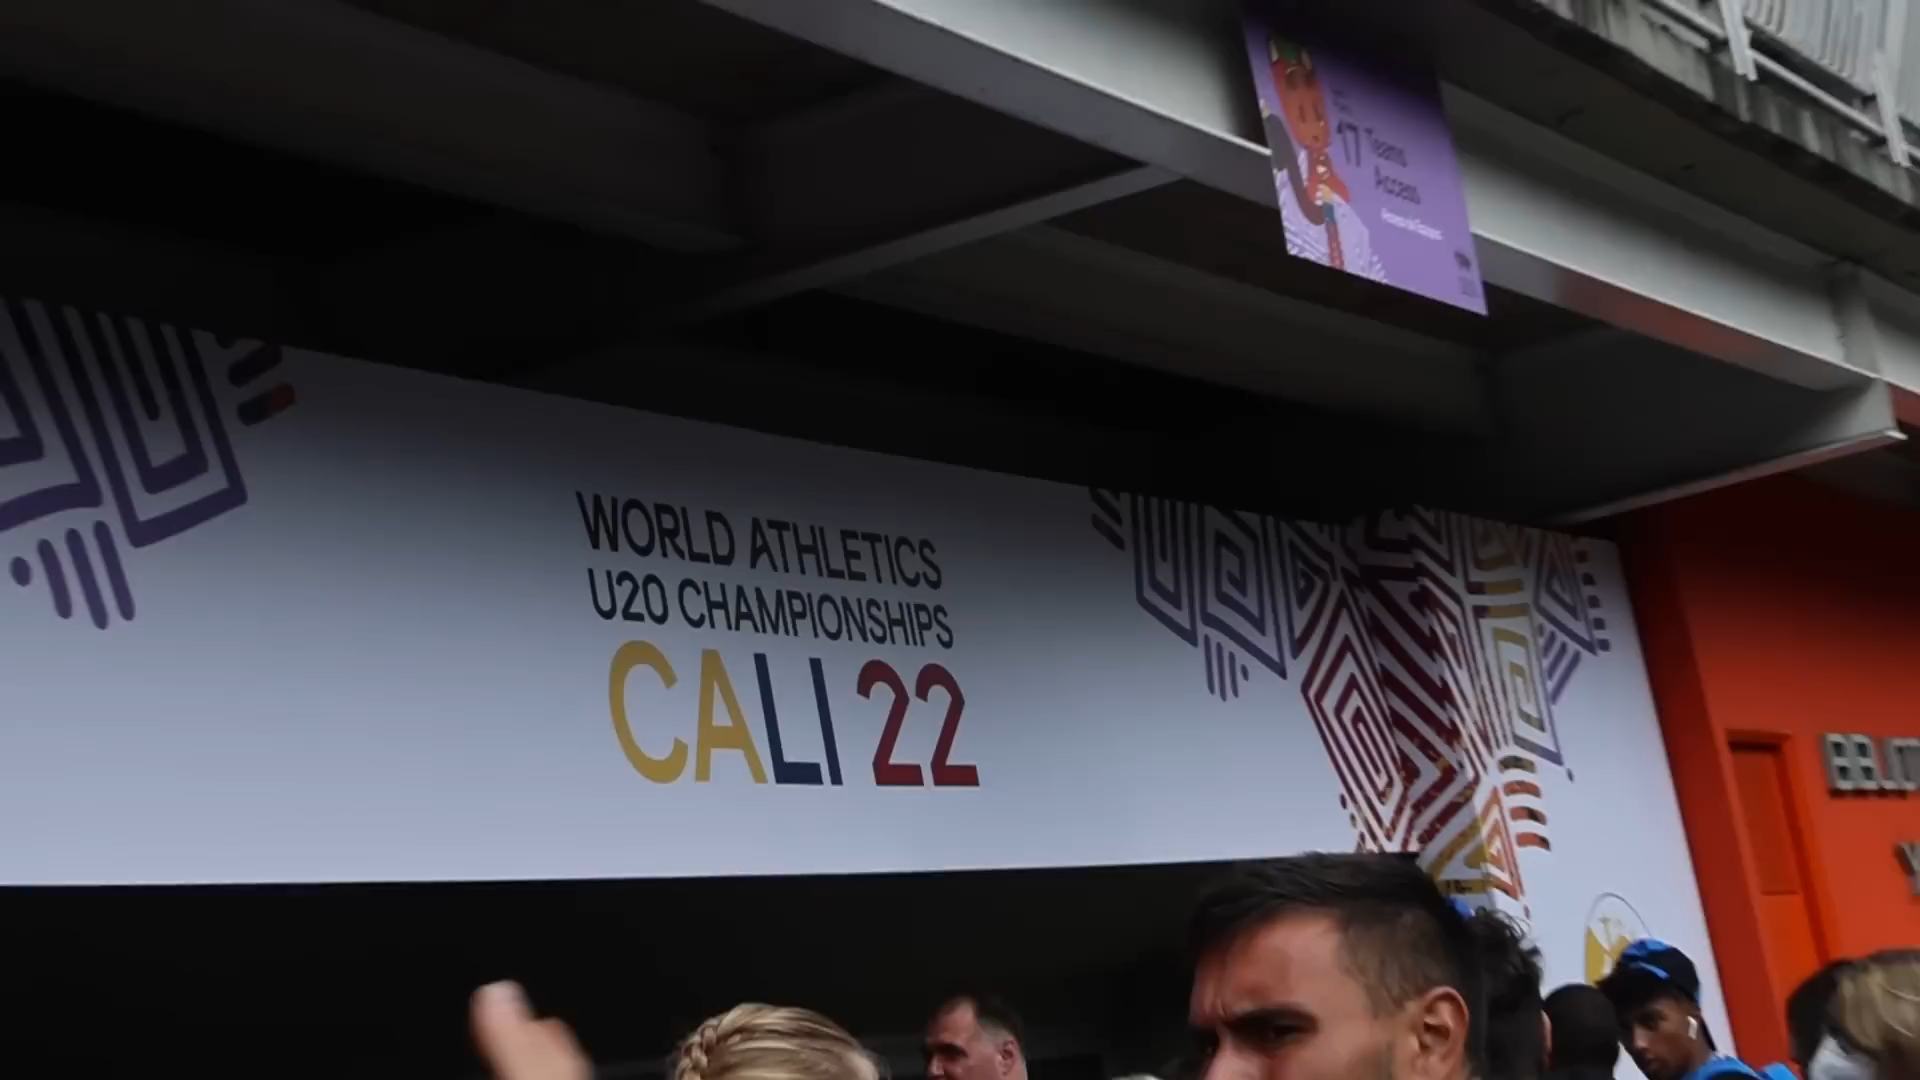 17 Teams
Access
WORLD ATHLETICS
U20 CHAMPIONSHIPS
CALI 22